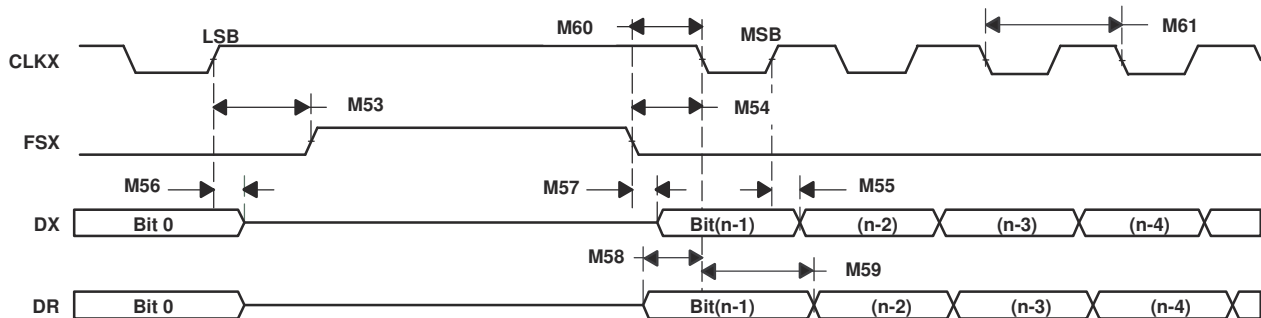 LSB M60 MSB M61
CLKX
M53 M54
FSX
M56 M57 M55
DX Bit 0 Bit(n-1) (n-2) (n-3) (n-4)
M58 M59
DR Bit 0 Bit(n-1) (n-2) (n-3) (n-4)